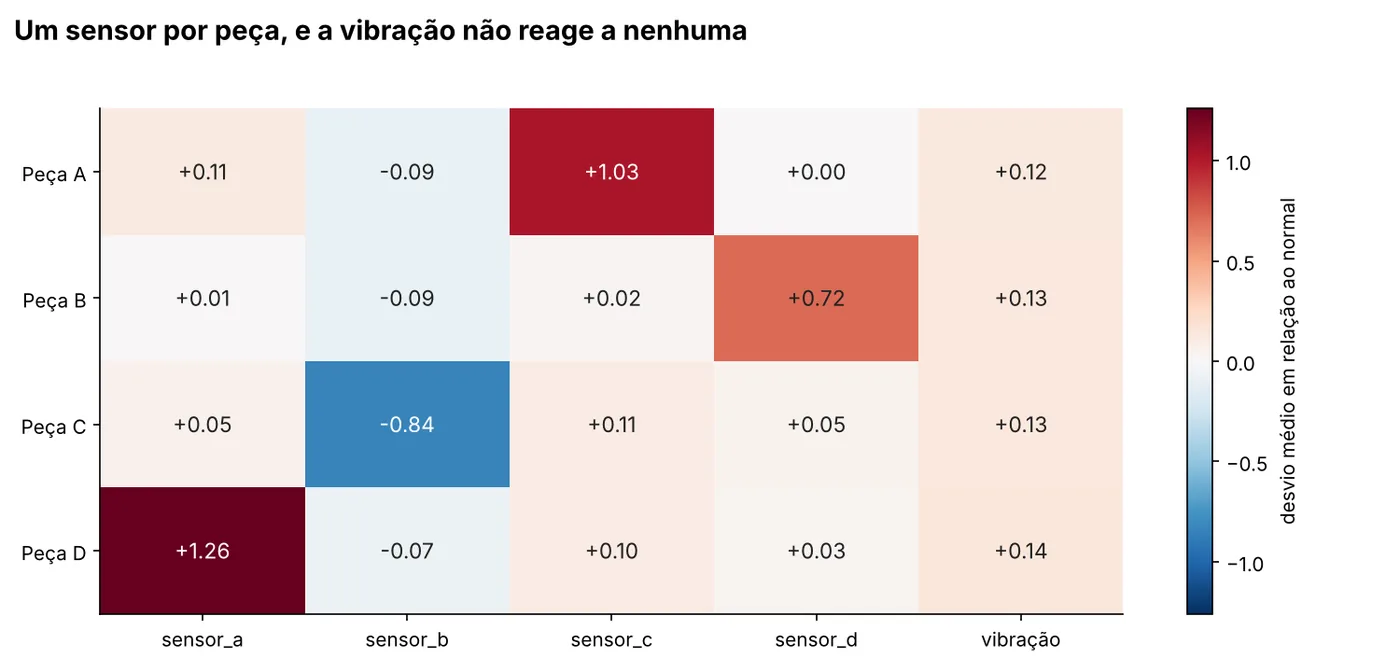 Um sensor por peça, e a vibração não reage a nenhuma
Peça A +0.11 -0.09 +1.03 +0.00 +0.12
Peça B +0.01 -0.09 +0.02 +0.72 +0.13
Peça C +0.05 -0.84 +0.11 +0.05 +0.13
Peça D +1.26 -0.07 +0.10 +0.03 +0.14
sensor_a sensor_b sensor_c sensor_d vibração
1.0
0.5
0.0
−0.5
−1.0
desvio médio em relação ao normal